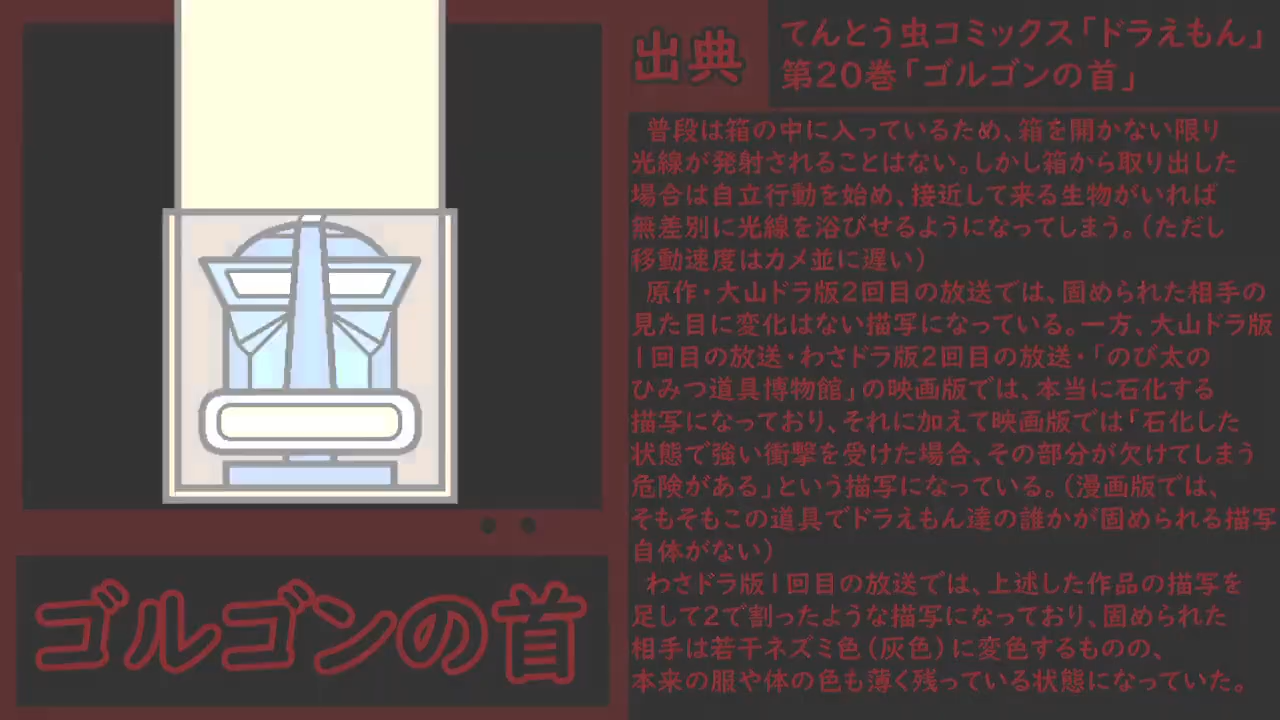 出典
てんとう虫コミックス「ドラえもん」
第20巻「ゴルゴンの首」
普段は箱の中に入っているため、箱を開かない限り
光線が発射されることはない。しかし箱から取り出した
場合は自立行動を始め、接近して来る生物がいれば
無差別に光線を浴びせるようになってしまう。（ただし
移動速度はカメ並に遅い）
原作・大山ドラ版2回目の放送では、固められた相手の
見た目に変化はない描写になっている。一方、大山ドラ版
1回目の放送・わさドラ版2回目の放送・「のび太の
ひみつ道具博物館」の映画版では、本当に石化する
描写になっており、それに加えて映画版では「石化した
状態で強い衝撃を受けた場合、その部分が欠けてしまう
危険がある」という描写になっている。（漫画版では、
そもそもこの道具でドラえもん達の誰かが固められる描写
自体がない）
わさドラ版1回目の放送では、上述した作品の描写を
足して2で割ったような描写になっており、固められた
相手は若干ネズミ色（灰色）に変色するものの、
本来の服や体の色も薄く残っている状態になっていた。
ゴルゴンの首